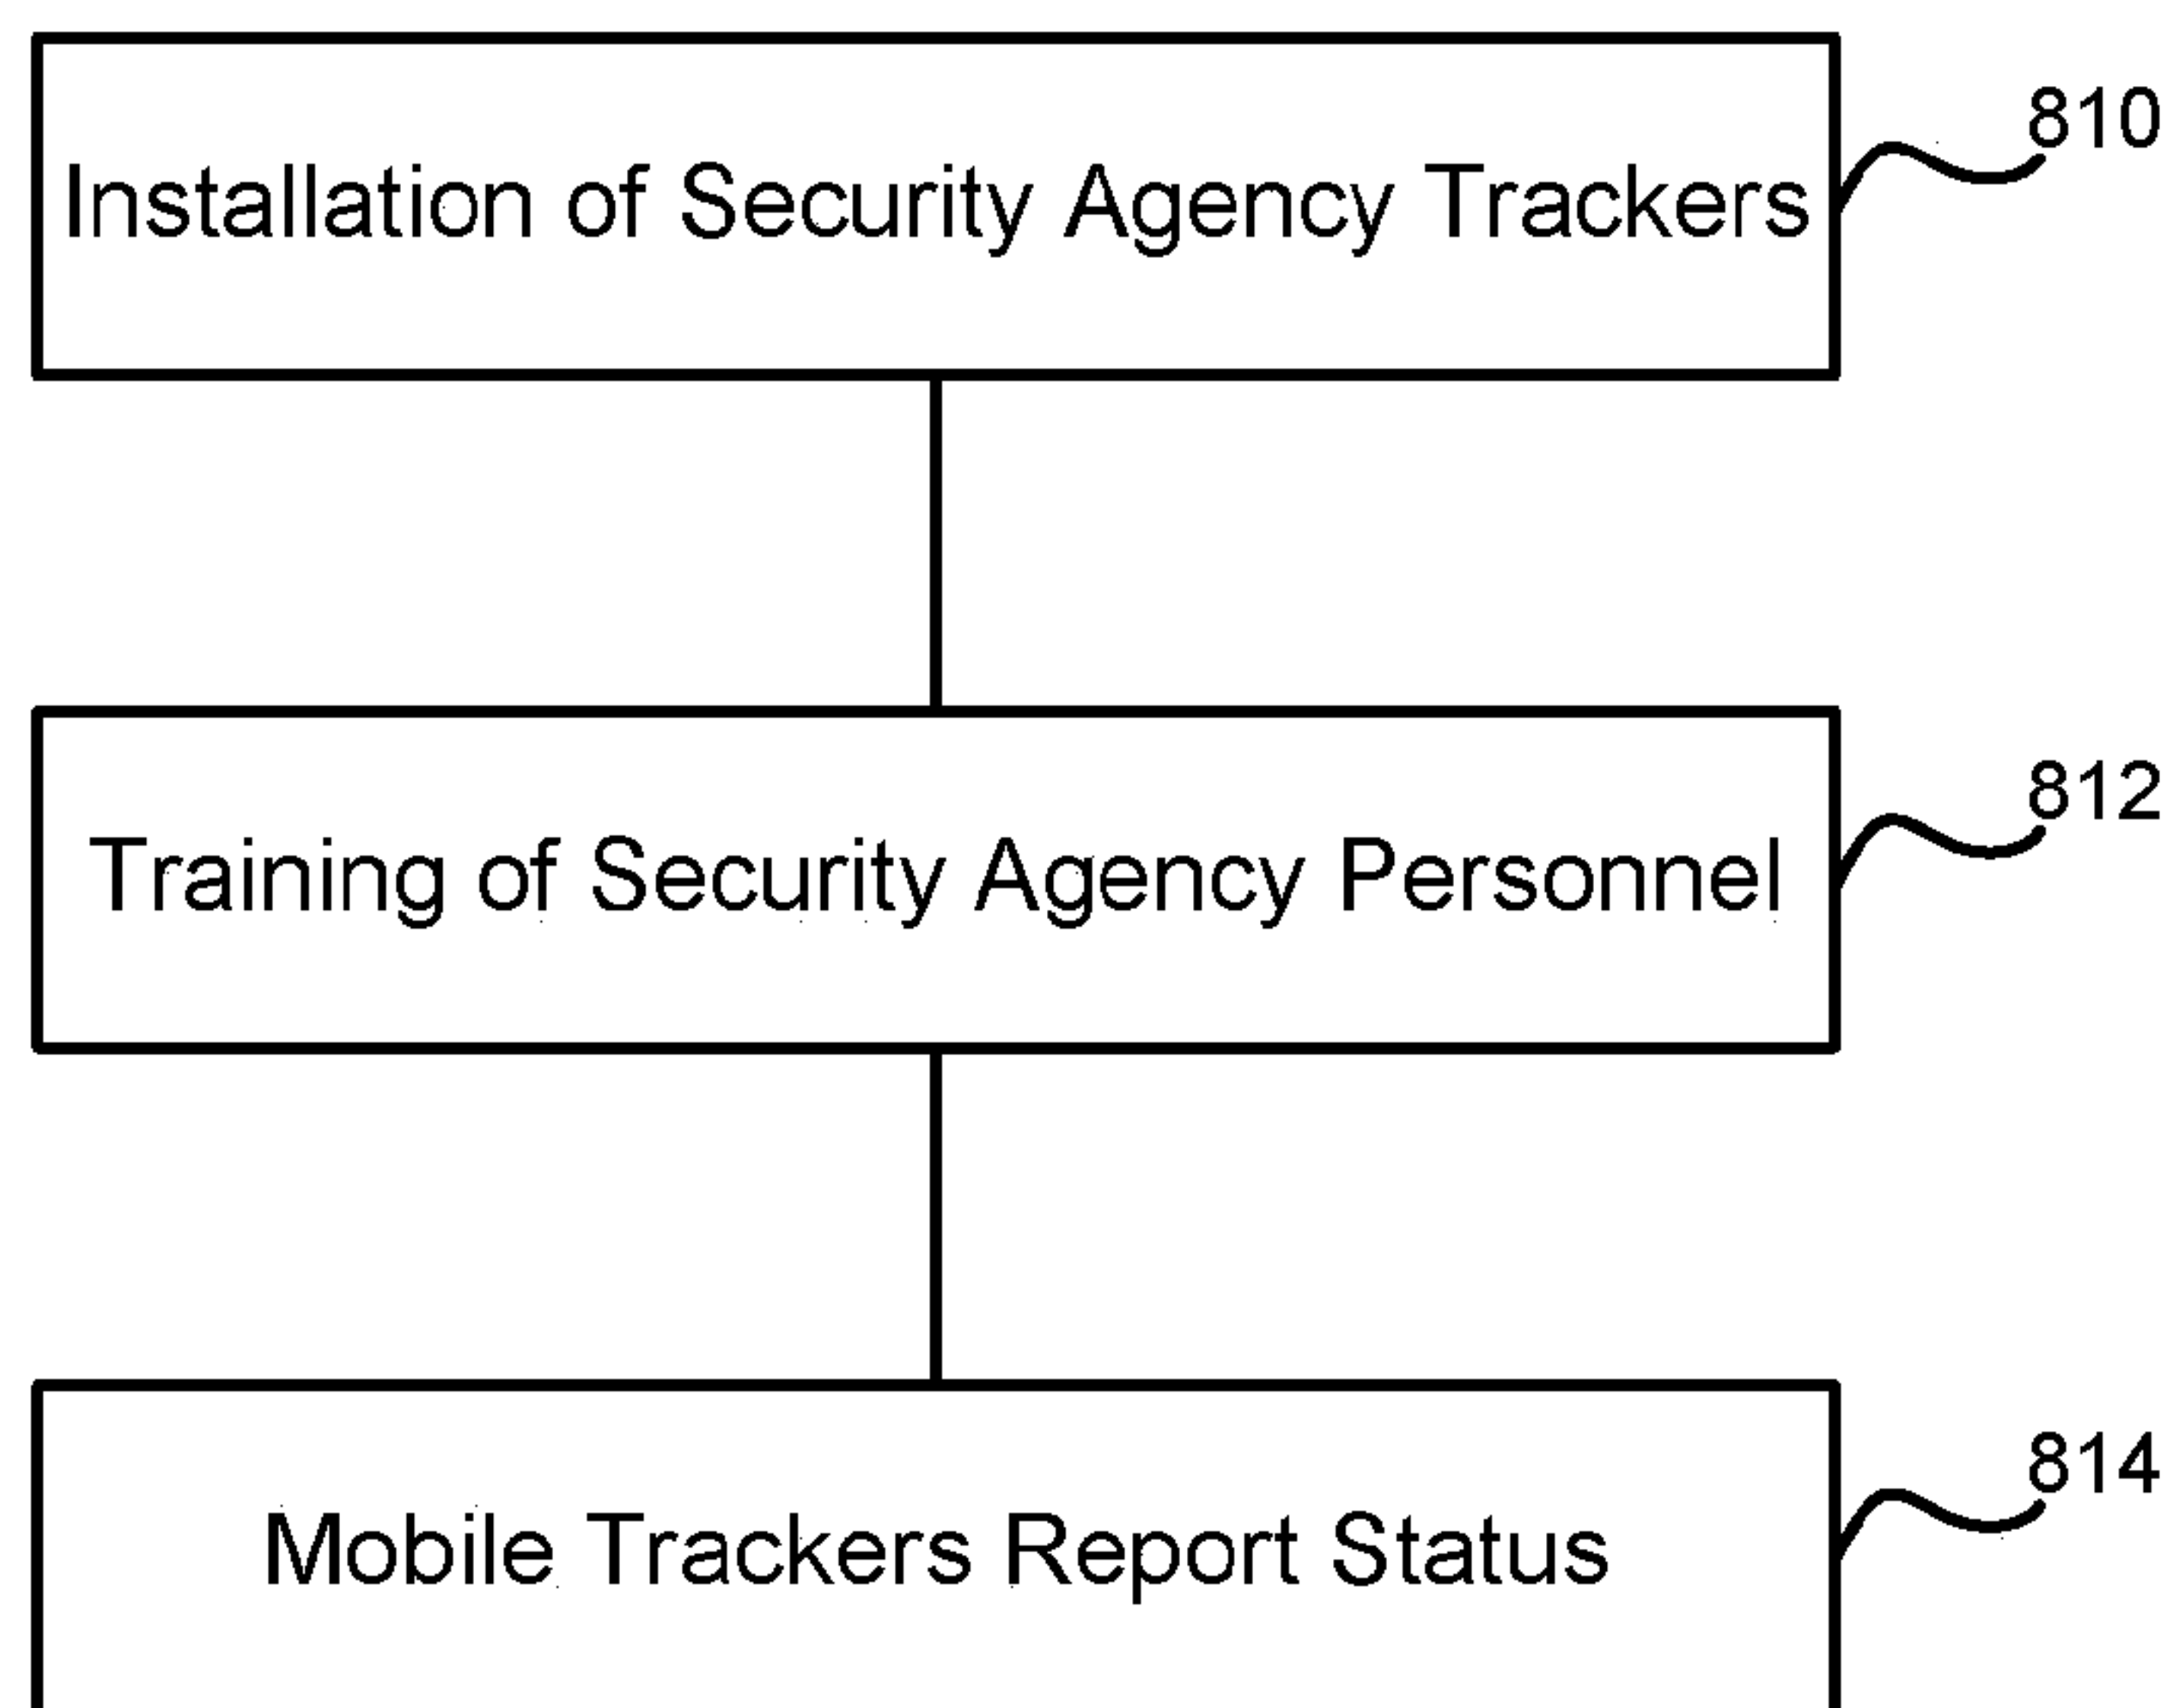 810
Installation of Security Agency Trackers
812
Training of Security Agency Personnel
814
Mobile Trackers Report Status